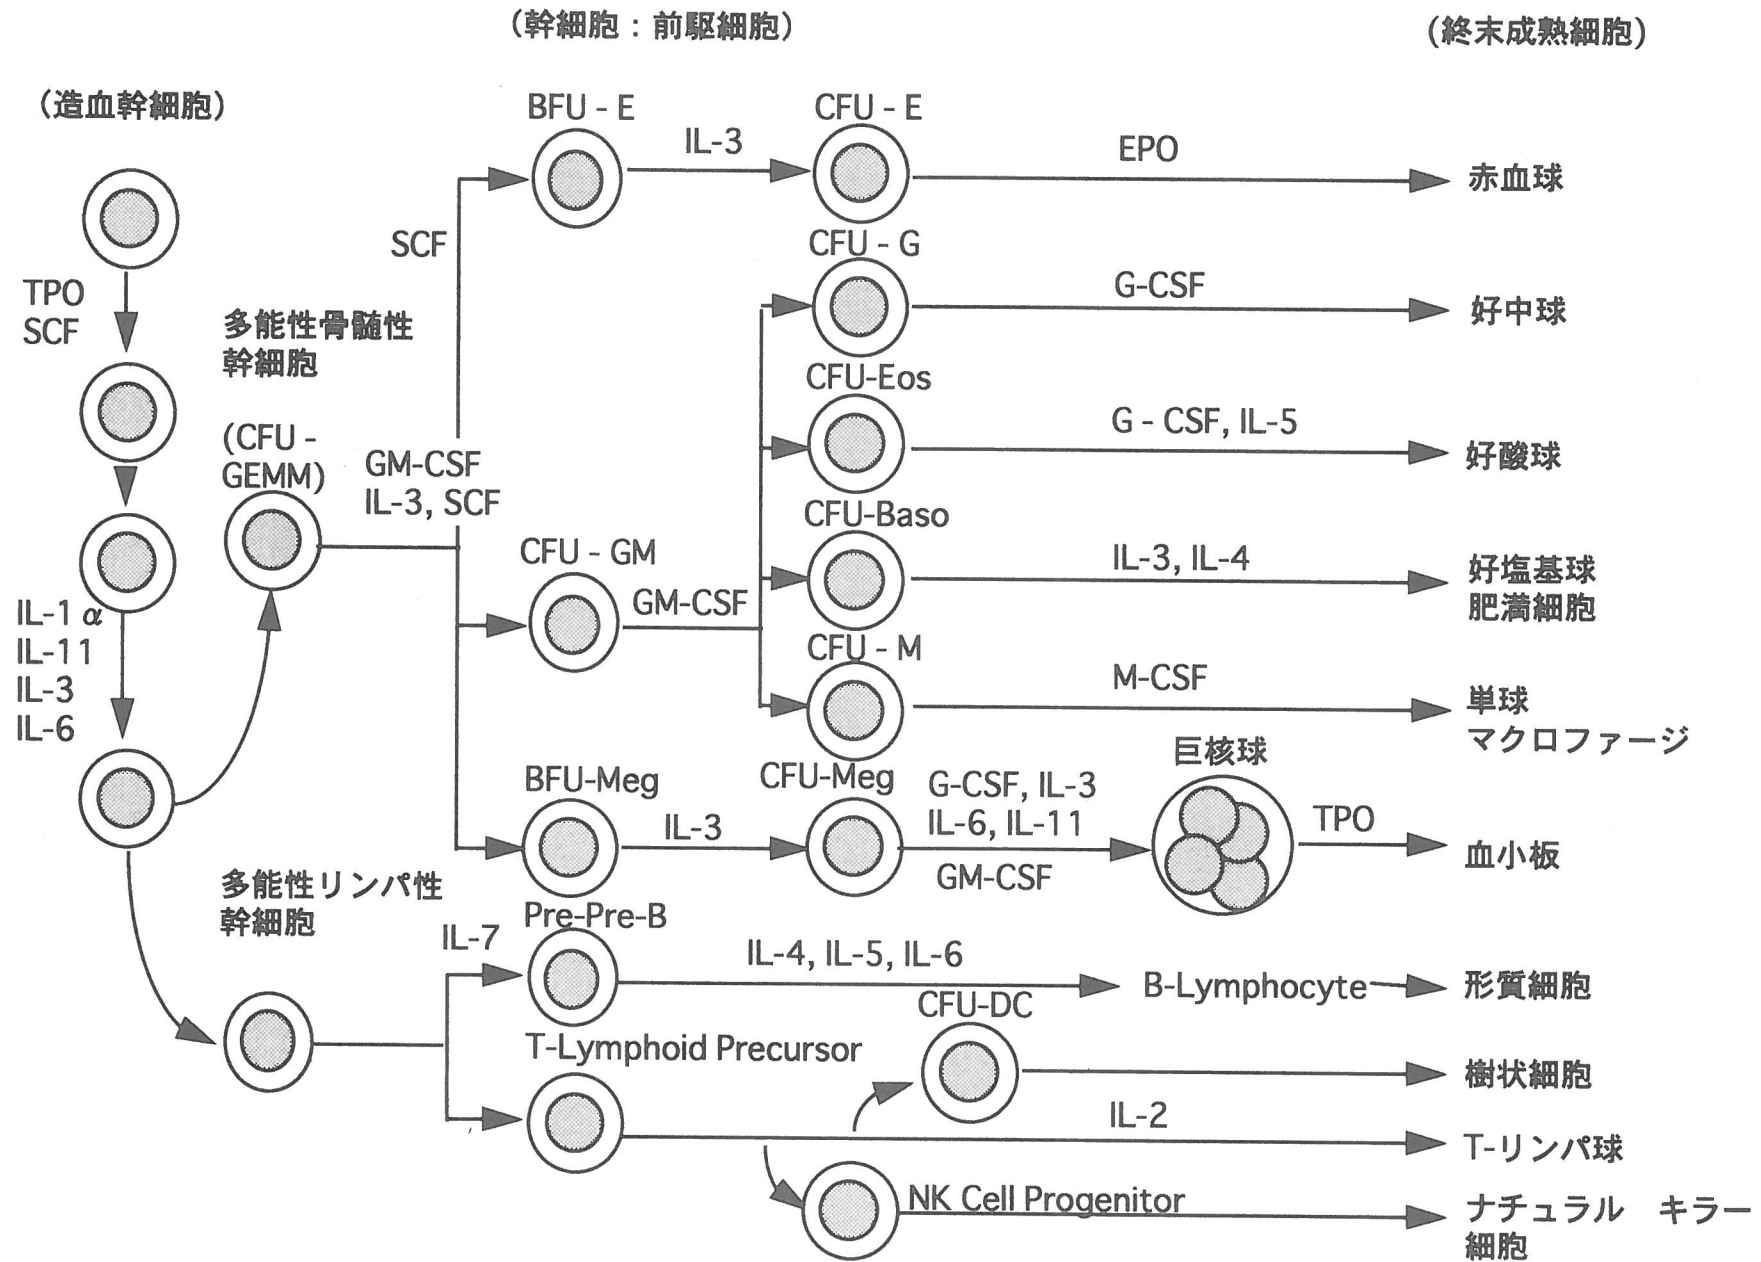 (幹細胞：前駆細胞)
(終末成熟細胞)
(造血幹細胞)
BFU - E
IL-3
CFU - E
EPO
赤血球
SCF
CFU - G
G-CSF
好中球
TPO
SCF
多能性骨髄性
幹細胞
(CFU -
GEMM)
GM-CSF
IL-3, SCF
CFU-Eos
G - CSF, IL-5
好酸球
CFU-Baso
IL-3, IL-4
好塩基球
肥満細胞
CFU - GM
GM-CSF
CFU - M
M-CSF
単球
マクロファージ
IL-1 α
IL-11
IL-3
IL-6
BFU-Meg
IL-3
CFU-Meg
G-CSF, IL-3
IL-6, IL-11
GM-CSF
巨核球
TPO
血小板
多能性リンパ性
幹細胞
IL-7
Pre-Pre-B
IL-4, IL-5, IL-6
B-Lymphocyte
形質細胞
CFU-DC
樹状細胞
T-Lymphoid Precursor
IL-2
T-リンパ球
NK Cell Progenitor
ナチュラル　キラー
細胞